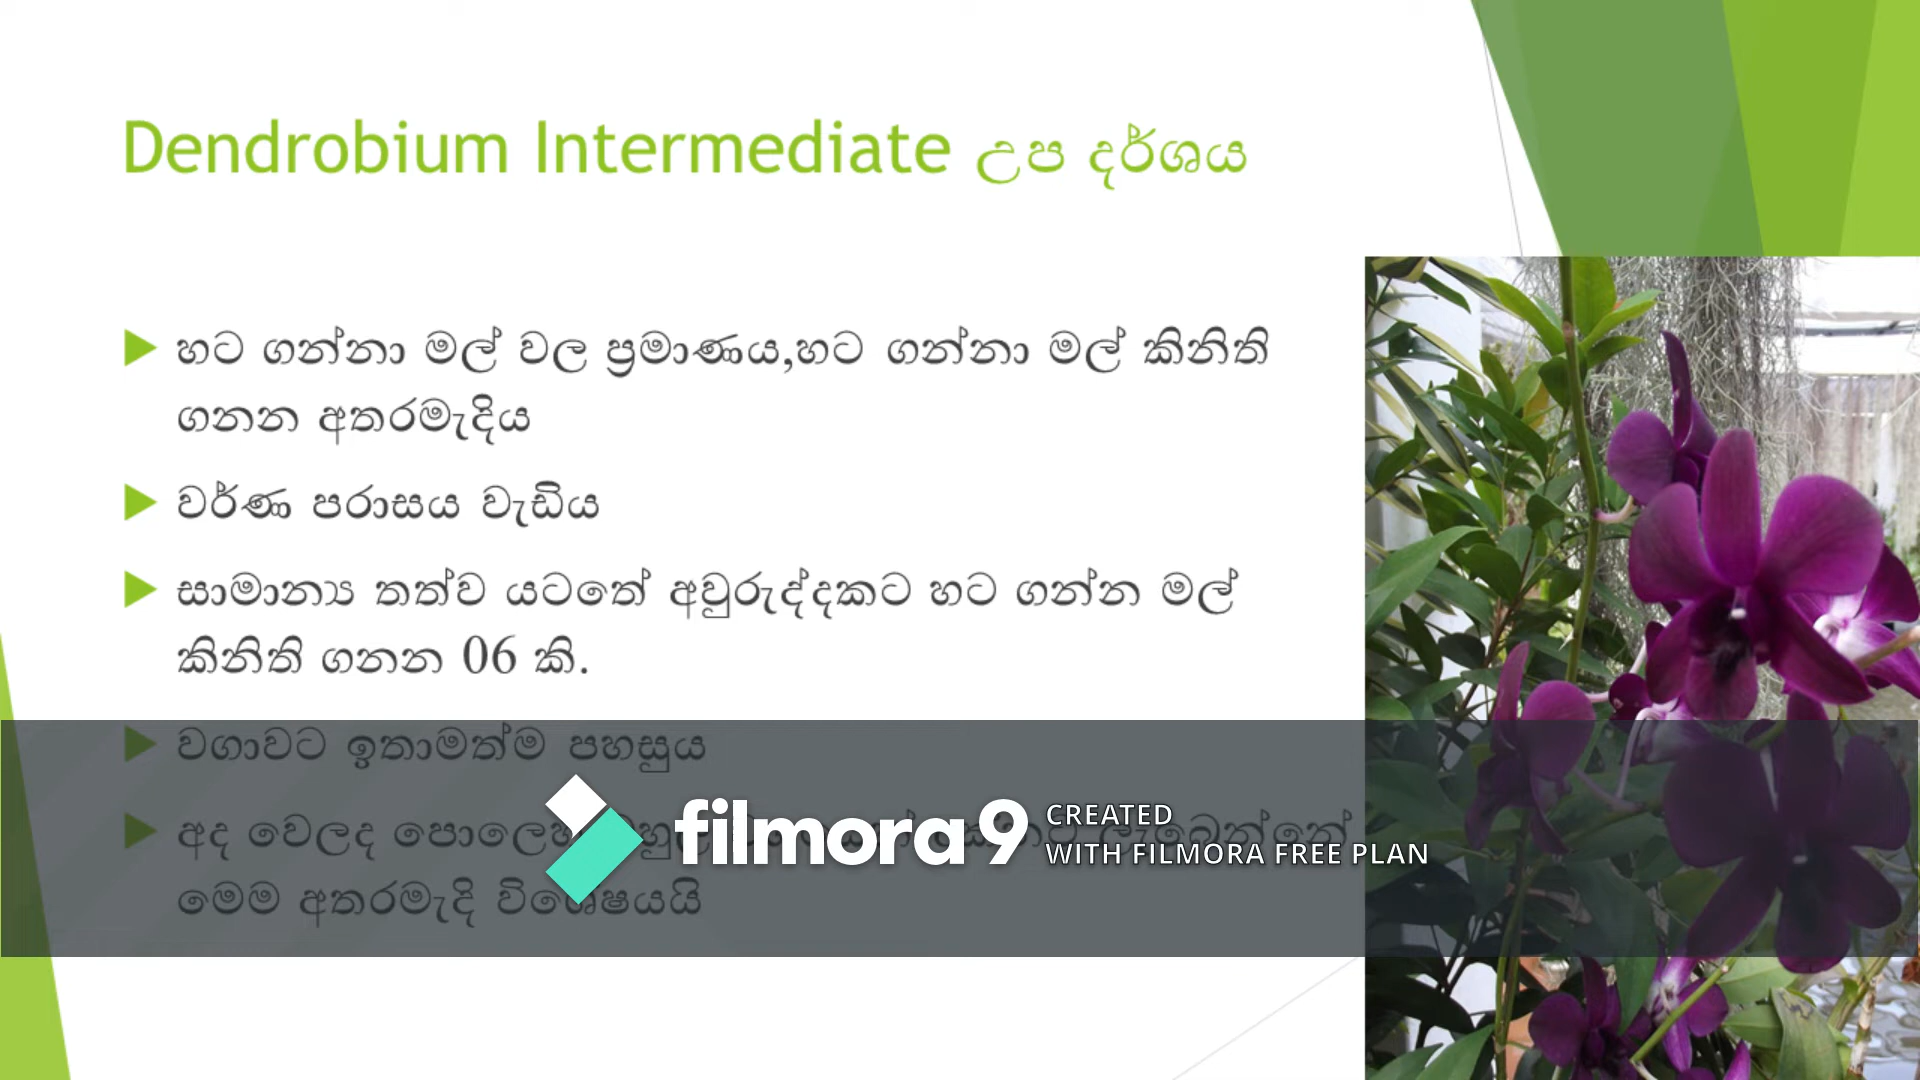 Dendrobium Intermediate උප දර්ශය
හට ගන්නා මල් වල ප්‍රමාණය,හට ගන්නා මල් කිනිති
ගනන අතරමැදිය
වර්ණ පරාසය වැඩිය
සාමාන්‍ය තත්ව යටතේ අවුරුද්දකට හට ගන්න මල්
කිනිති ගනන 06 කි.
වගාවට ඉතාමත්ම පහසුය
අද වෙලද පොලෙහි ලැබෙන්නේ
මෙම අතරමැදි විශේෂයයි
filmora9
CREATED
WITH FILMORA FREE PLAN